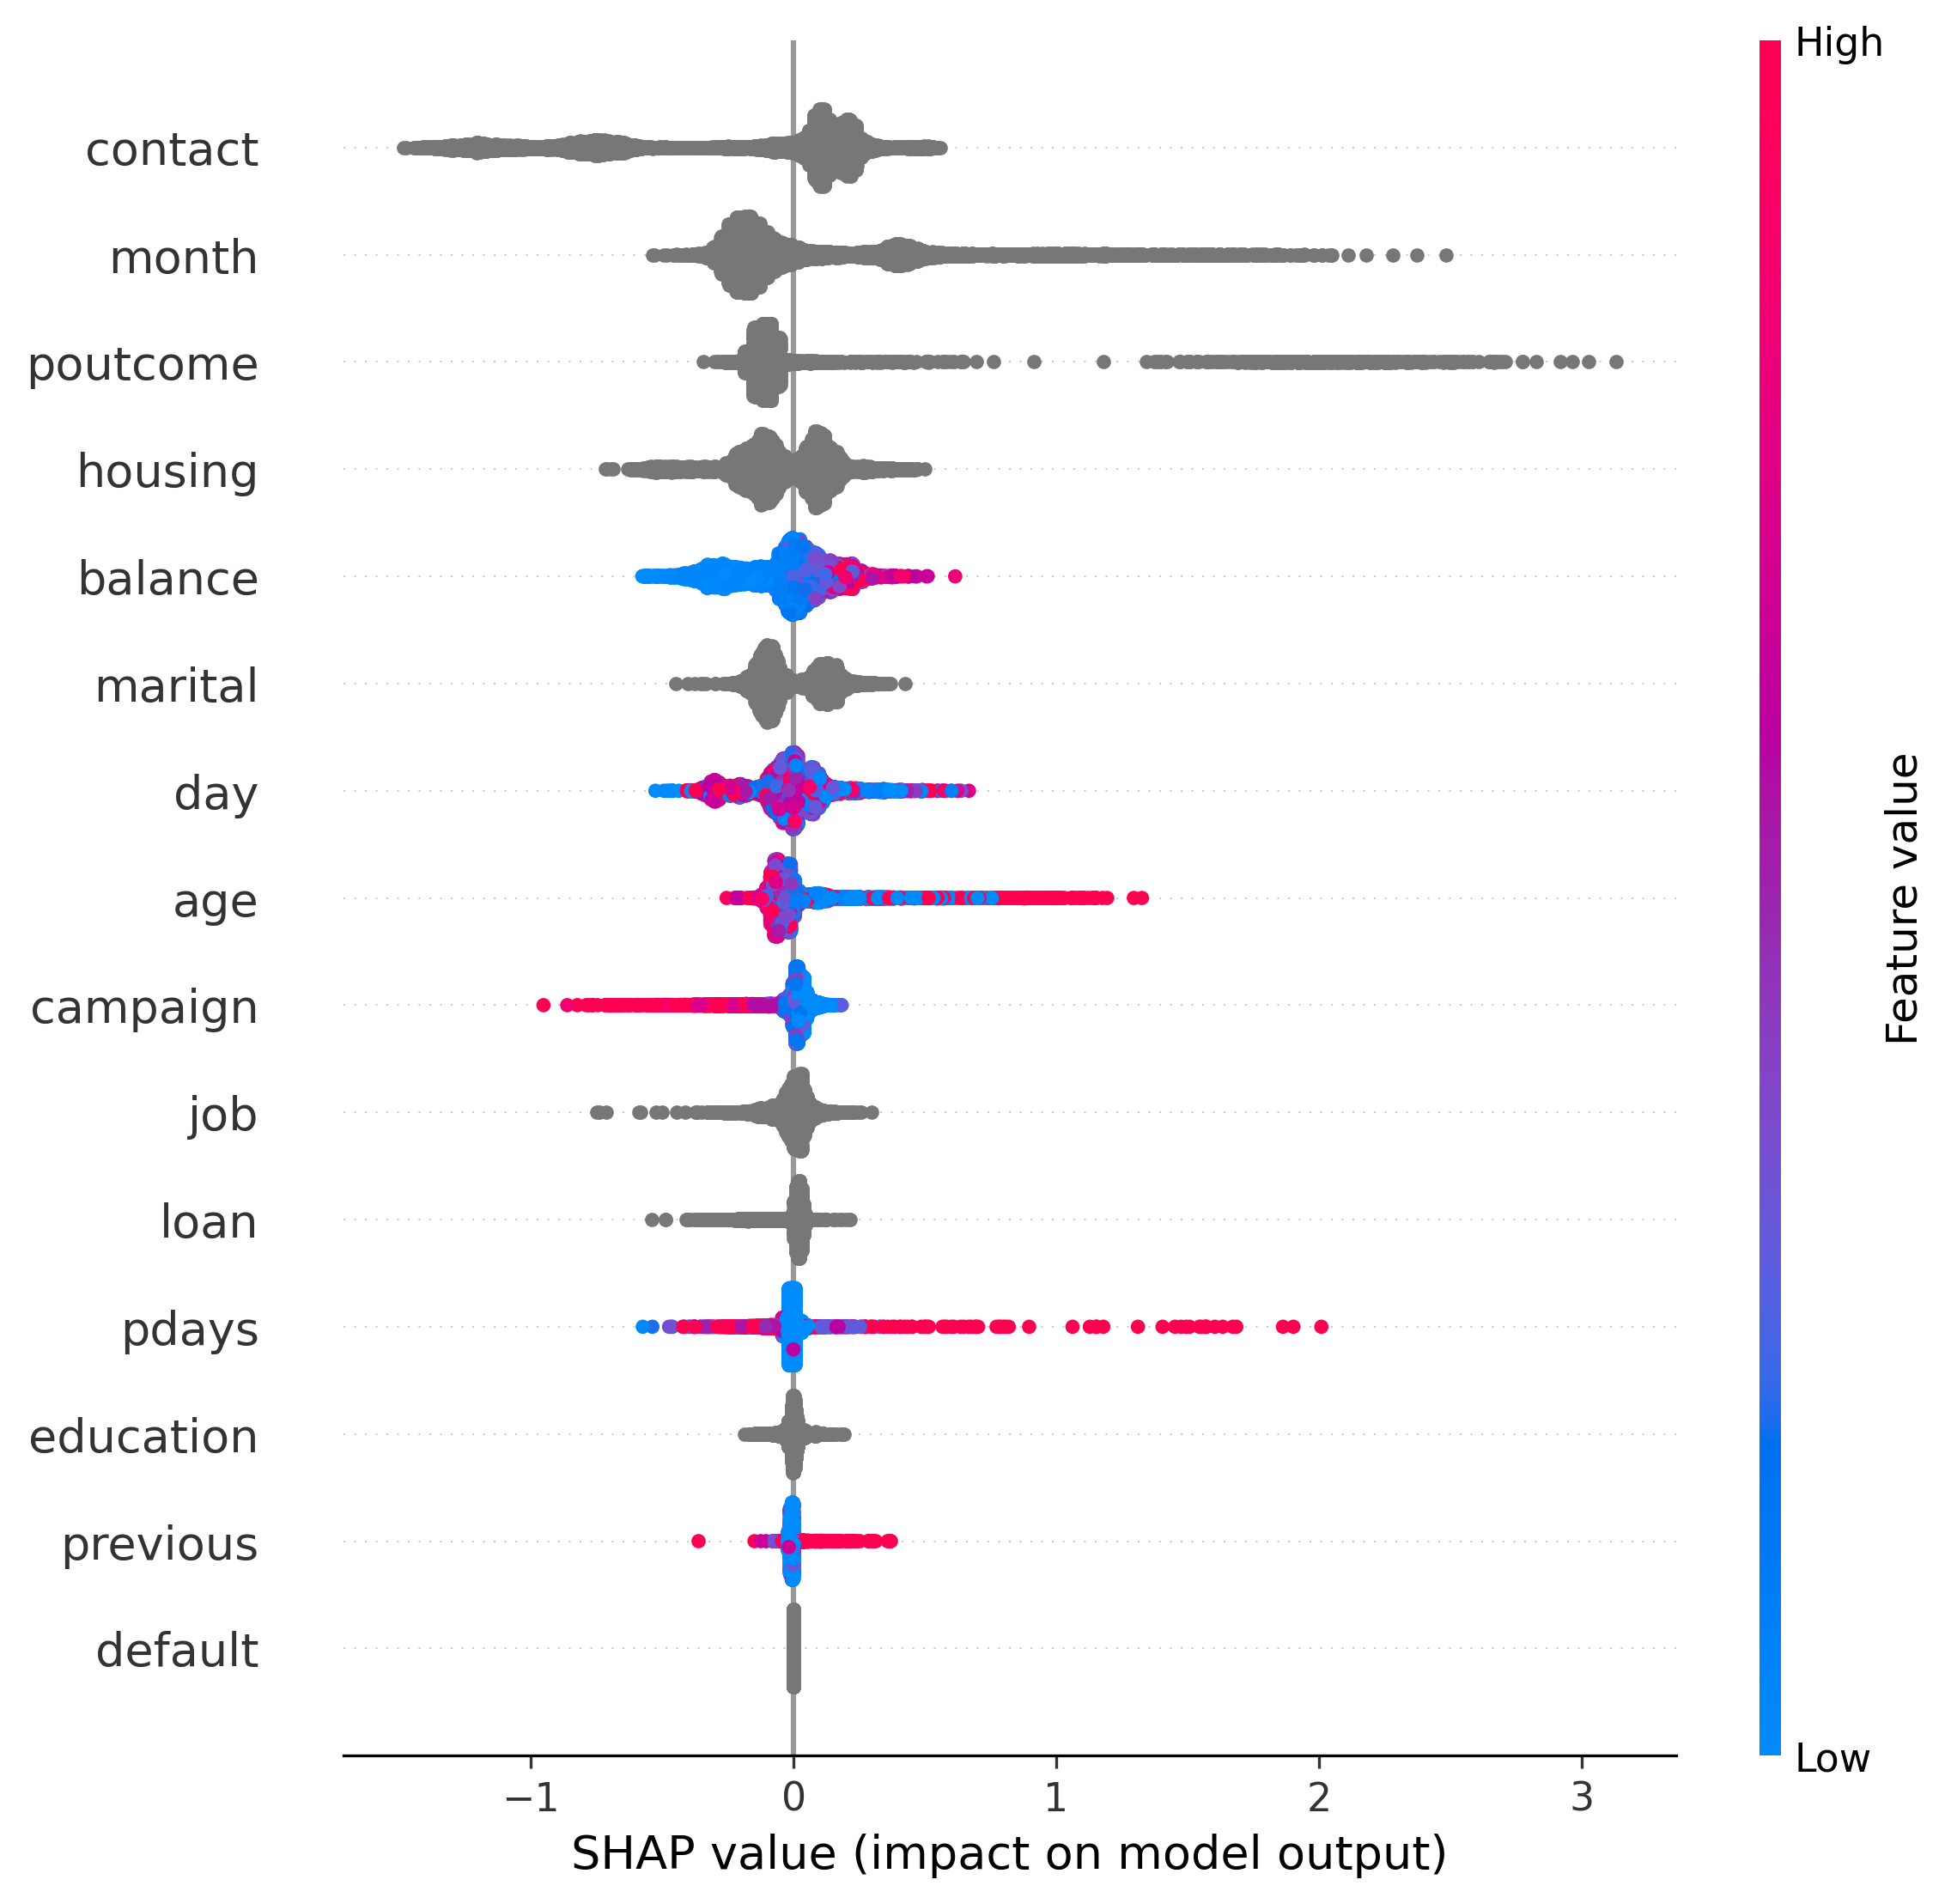 High
contact
month
poutcome
housing
balance
marital
day
age
campaign
job
loan
pdays
education
previous
default
Feature value
Low
−1 0 1 2 3
SHAP value (impact on model output)